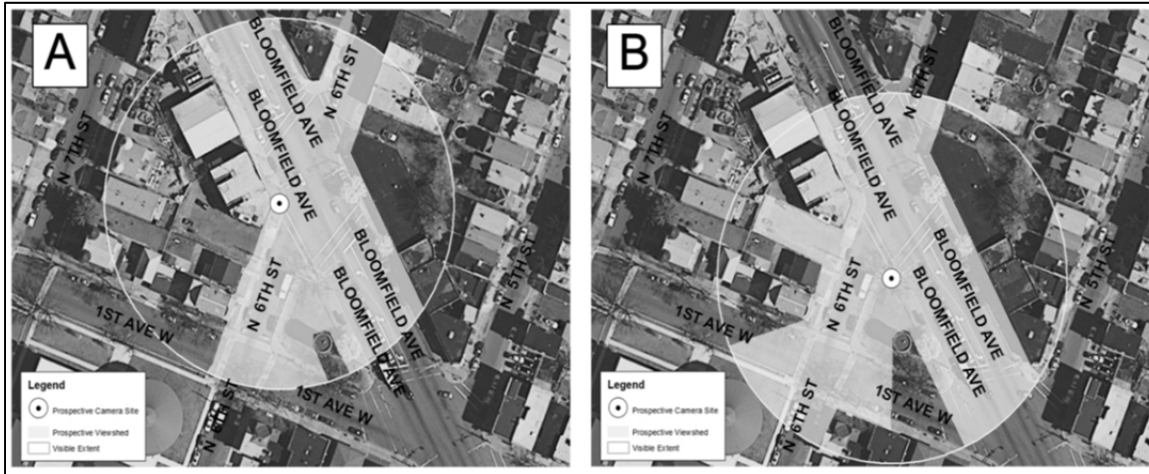 A
BLOOMFIELD AVE
N 6TH ST
BLOOMFIELD AVE
N 7TH ST
BLOOMFIELD AVE
N 5TH ST
N 6TH ST
BLOOMFIELD AVE
1ST AVE W
1ST AVE W
N 6TH ST
Legend
Prospective Camera Site
Prospective Viewshed
Visible Extent
B
BLOOMFIELD AVE
N 6TH ST
BLOOMFIELD AVE
N 7TH ST
BLOOMFIELD AVE
N 5TH ST
N 6TH ST
BLOOMFIELD AVE
1ST AVE W
1ST AVE W
N 6TH ST
Legend
Prospective Camera Site
Prospective Viewshed
Visible Extent